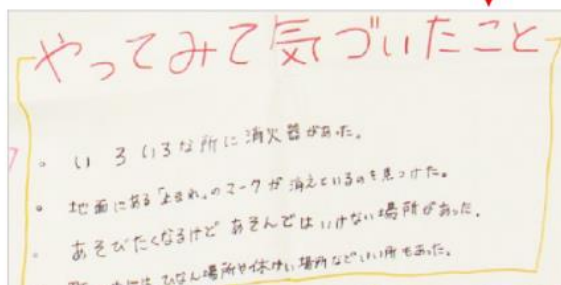 やってみて気づいたこと
。いろいろな所に消火器があった。
。地面にある「止まれ」のマークが消えているのを見つけた。
。あそびたくなるけどあそんではいけない場所があった。
ひなん場所や休けい場所などいい所もあった。